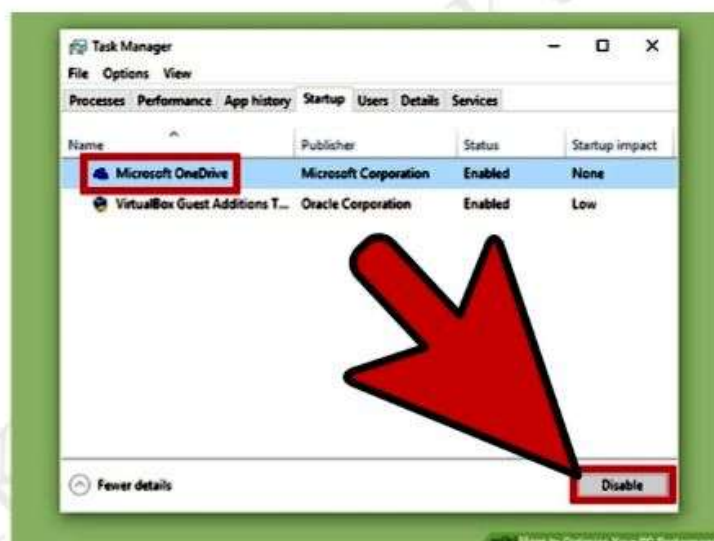 Task Manager
File Options View
Processes Performance App history Startup Users Details Services
Name Publisher Status Startup impact
Microsoft OneDrive Microsoft Corporation Enabled None
VirtualBox Guest Additions T... Oracle Corporation Enabled Low
Fewer details Disable